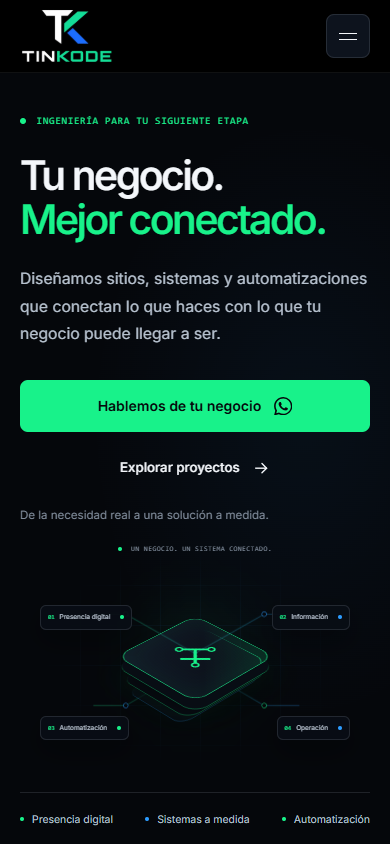 TINKODE
INGENIERÍA PARA TU SIGUIENTE ETAPA
Tu negocio.
Mejor conectado.
Diseñamos sitios, sistemas y automatizaciones
que conectan lo que haces con lo que tu
negocio puede llegar a ser.
Hablemos de tu negocio
Explorar proyectos →
De la necesidad real a una solución a medida.
UN NEGOCIO. UN SISTEMA CONECTADO.
01 Presencia digital
02 Información
03 Automatización
04 Operación
Presencia digital
Sistemas a medida
Automatización